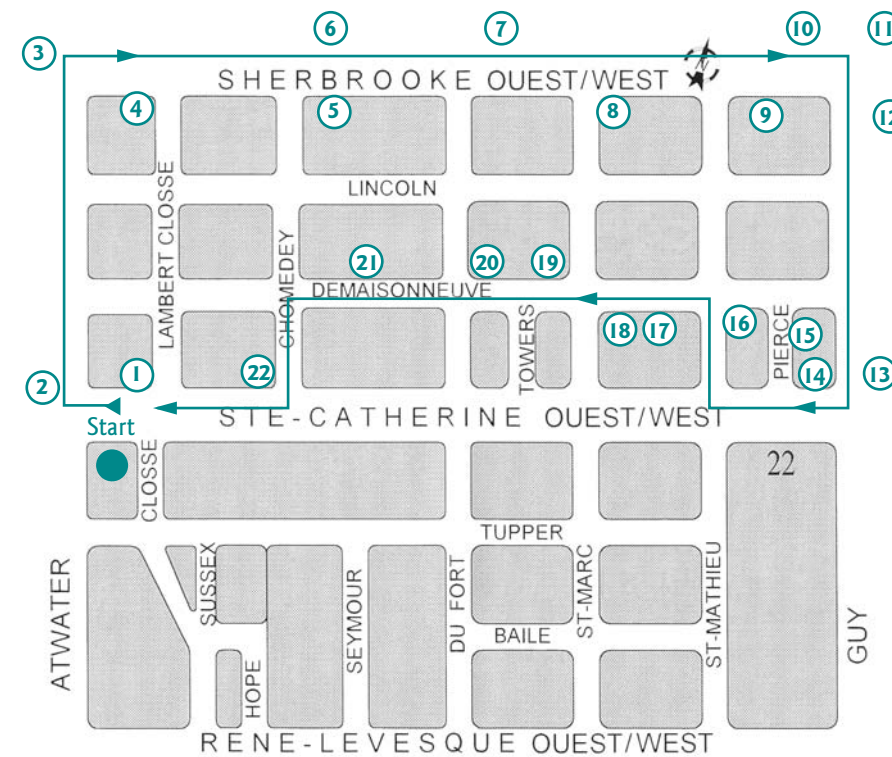 6
7
10
11
3
SHERBROOKE OUEST/WEST
N
4
5
8
9
12
LINCOLN
LAMBERT CLOSSE
CHOMEDEY
21
20
19
DEMAISONNEUVE
TOWERS
18
17
16
PIERCE
15
14
13
2
1
22
Start
STE-CATHERINE OUEST/WEST
CLOSSE
22
TUPPER
ATWATER
SUSSEX
SEYMOUR
DU FORT
ST-MARC
ST-MATHIEU
GUY
BAILE
HOPE
RENE-LEVESQUE OUEST/WEST